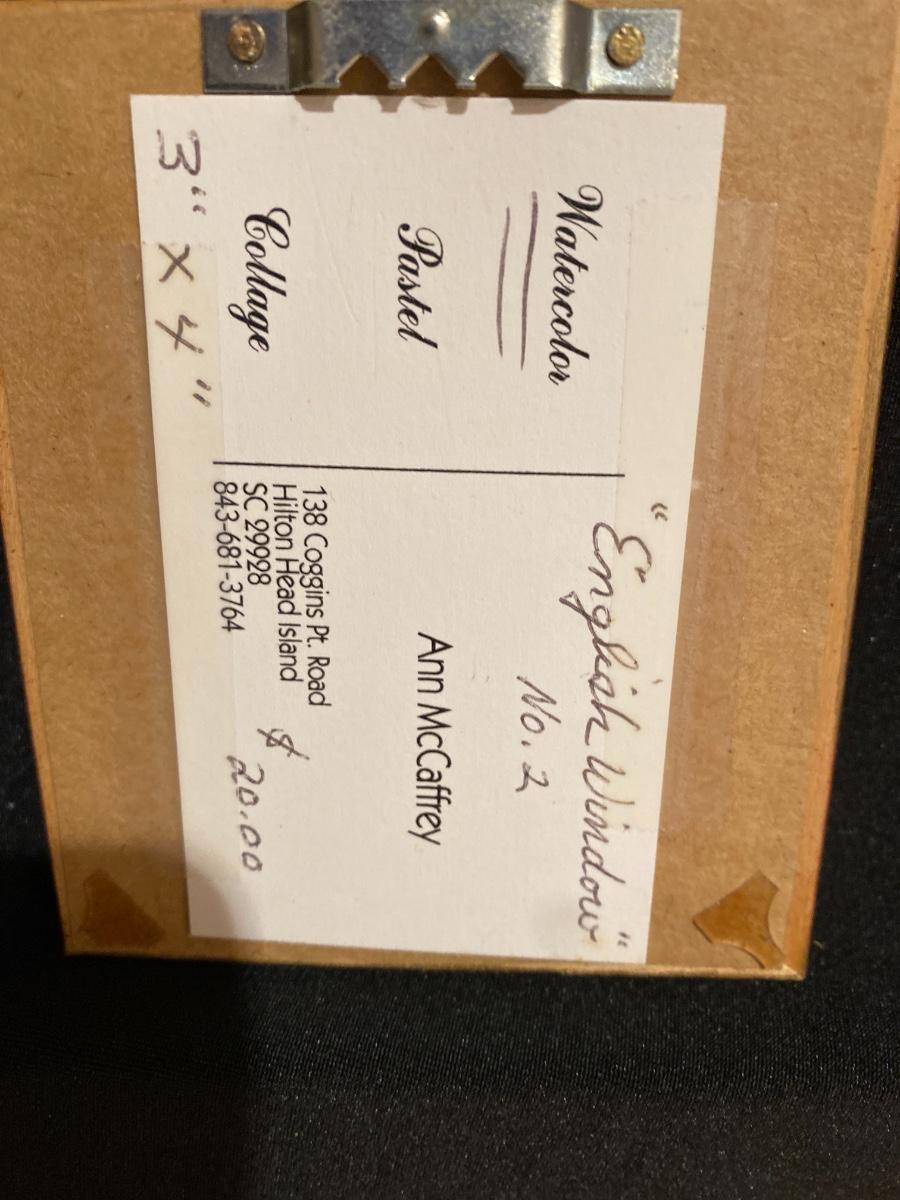 "English Window"
No. 2
Watercolor
Pastel
Collage
Ann McCaffrey
138 Coggins Pt. Road
Hilton Head Island
SC 29928
843-681-3764
$ 20.00
3" x 4"